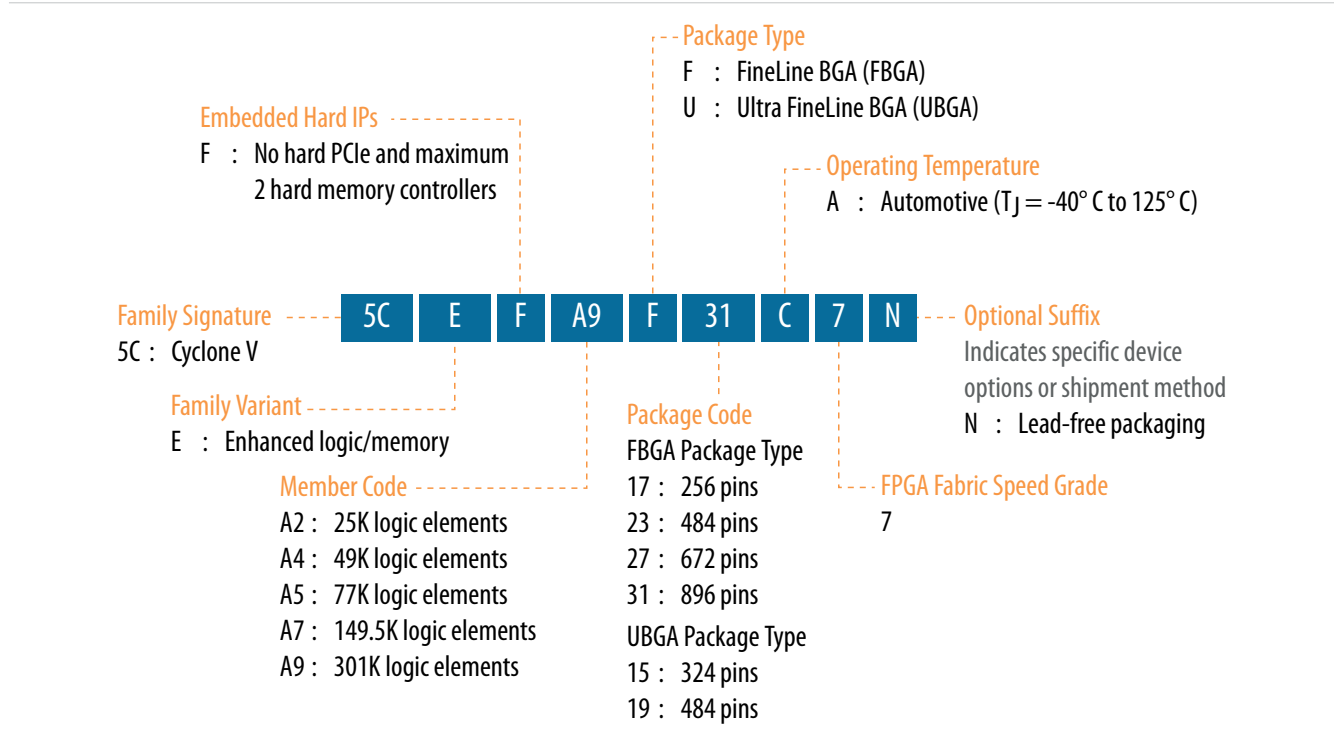 Package Type
F : FineLine BGA (FBGA)
U : Ultra FineLine BGA (UBGA)
Embedded Hard IPs
F : No hard PCIe and maximum
2 hard memory controllers
Operating Temperature
A : Automotive (TJ = -40° C to 125° C)
Family Signature
5C : Cyclone V
5C E F A9 F 31 C 7 N
Optional Suffix
Indicates specific device
options or shipment method
N : Lead-free packaging
Family Variant
E : Enhanced logic/memory
Member Code
A2 : 25K logic elements
A4 : 49K logic elements
A5 : 77K logic elements
A7 : 149.5K logic elements
A9 : 301K logic elements
Package Code
FBGA Package Type
17 : 256 pins
23 : 484 pins
27 : 672 pins
31 : 896 pins
UBGA Package Type
15 : 324 pins
19 : 484 pins
FPGA Fabric Speed Grade
7